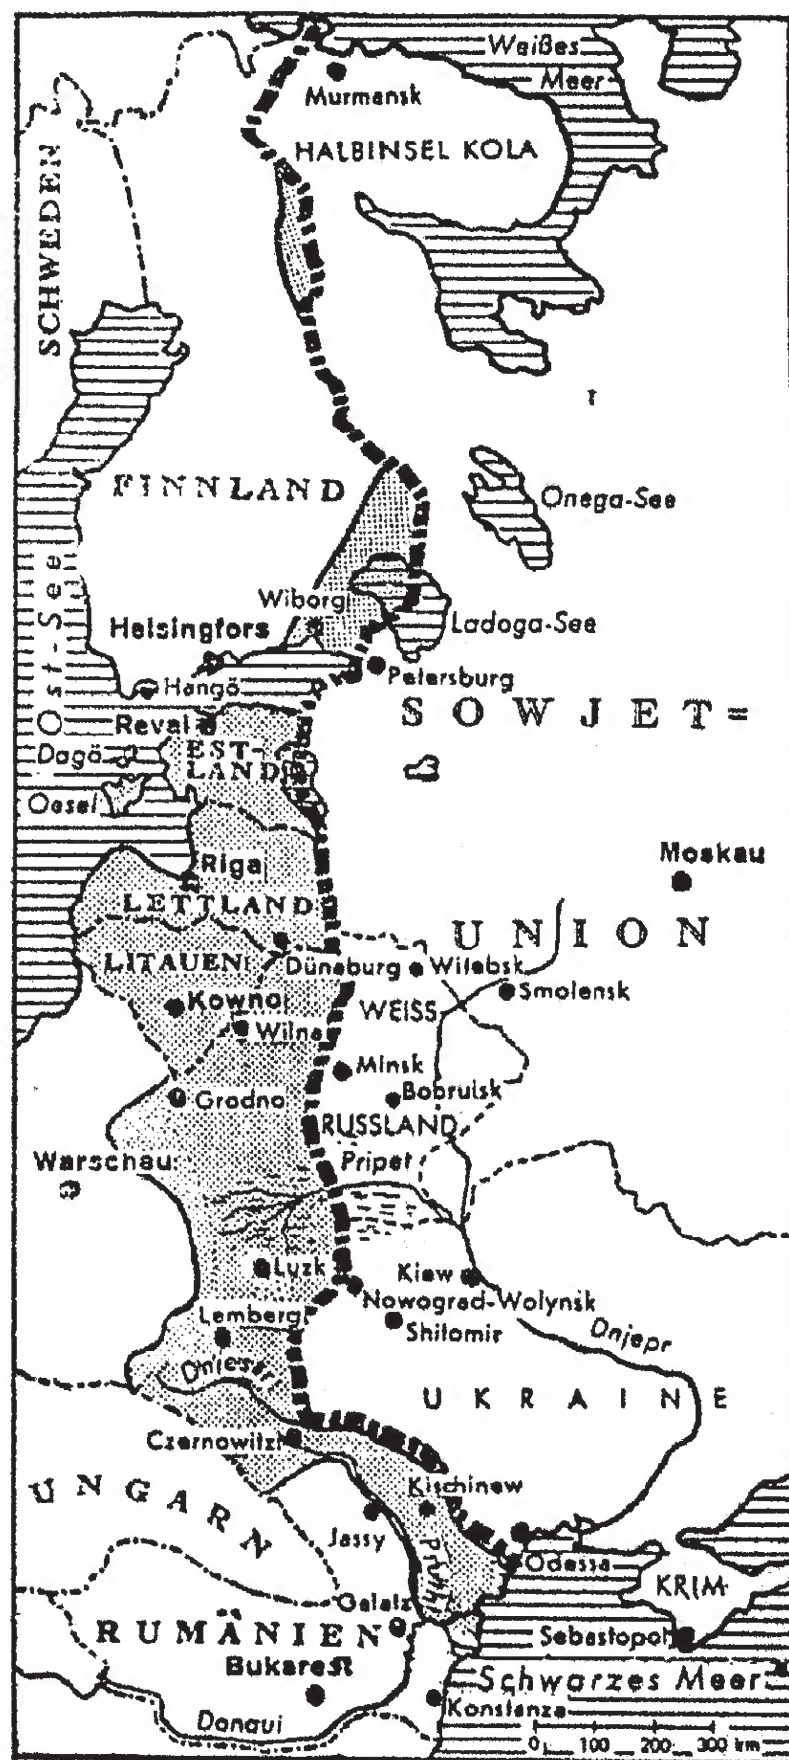 Weißes
Meer
Murmansk
HALBINSEL KOLA
SCHWEDEN
FINNLAND
Onega-See
Wiborg
Helsingfors
Ladoga-See
Ost-See
Hangö
Petersburg
Reval
SOWJET=
EST-
LAND
Dagö
Oesel
Riga
Moskau
LETTLAND
UNION
LITAUEN
Dünaburg
Witebsk
Kowno
WEISS
Smolensk
Wilna
Minsk
Bobruisk
Grodno
RUSSLAND
Warschau
Pripet
Luzk
Kiew
Nowograd-Wolynsk
Lemberg
Shitomir
Dnjepr
Dnjestr
UKRAINE
Czernowitz
UNGARN
Kischinew
Jassy
Pruth
Odessa
Galatz
KRIM
RUMÄNIEN
Sebastopol
Bukarest
Schwarzes Meer
Konstanza
Donau
0 100 200 300 km